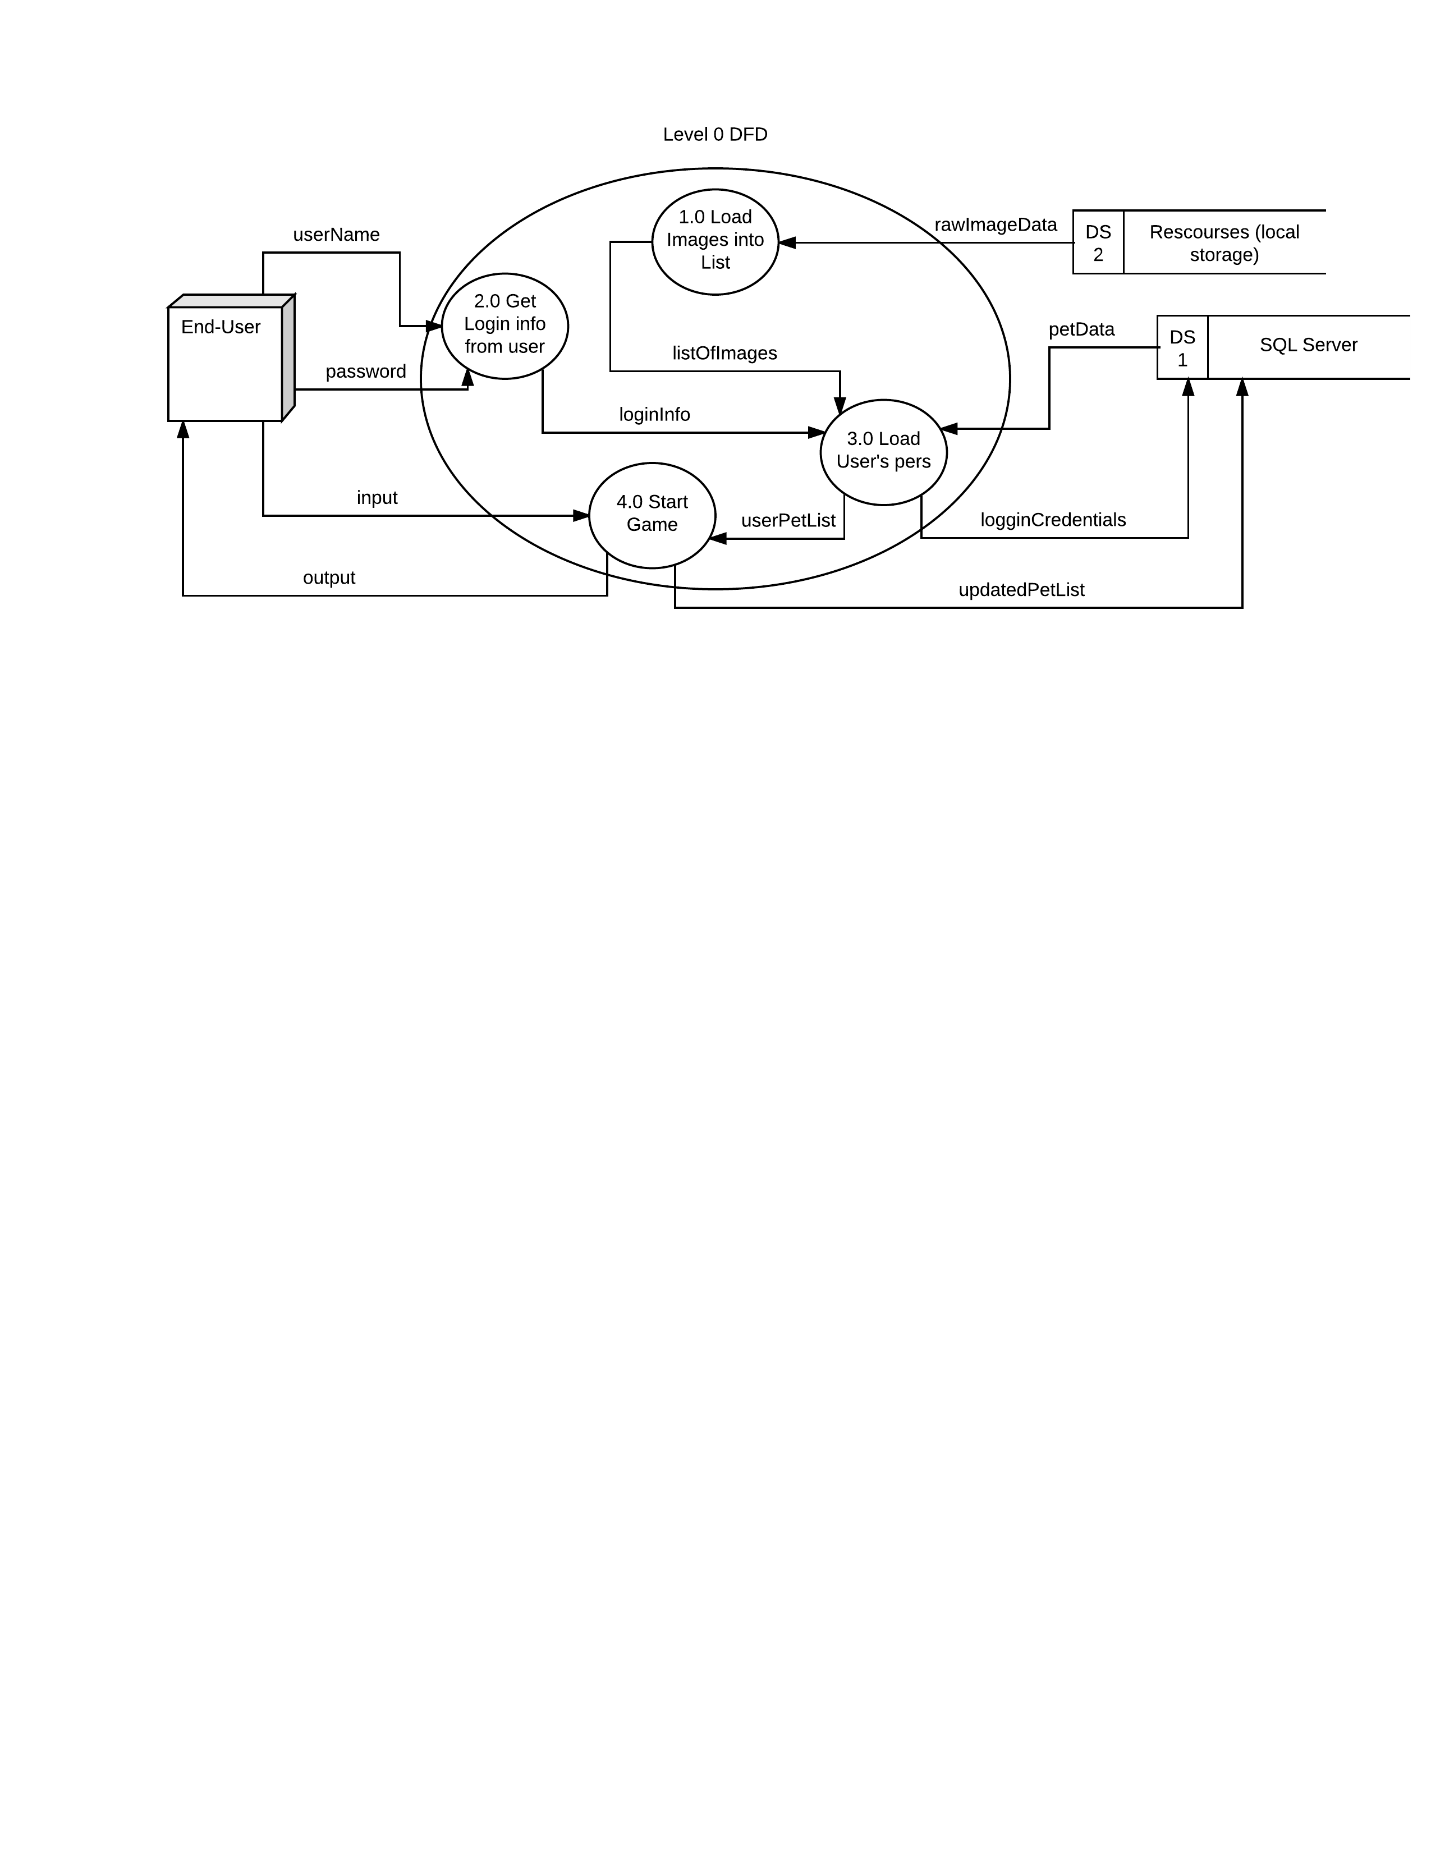 Level 0 DFD
userName
End-User
password
input
output
2.0 Get
Login info
from user
1.0 Load
Images into
List
listOfImages
loginInfo
3.0 Load
User's pers
4.0 Start
Game
userPetList
rawImageData
DS
2
Rescourses (local
storage)
petData
DS
1
SQL Server
logginCredentials
updatedPetList